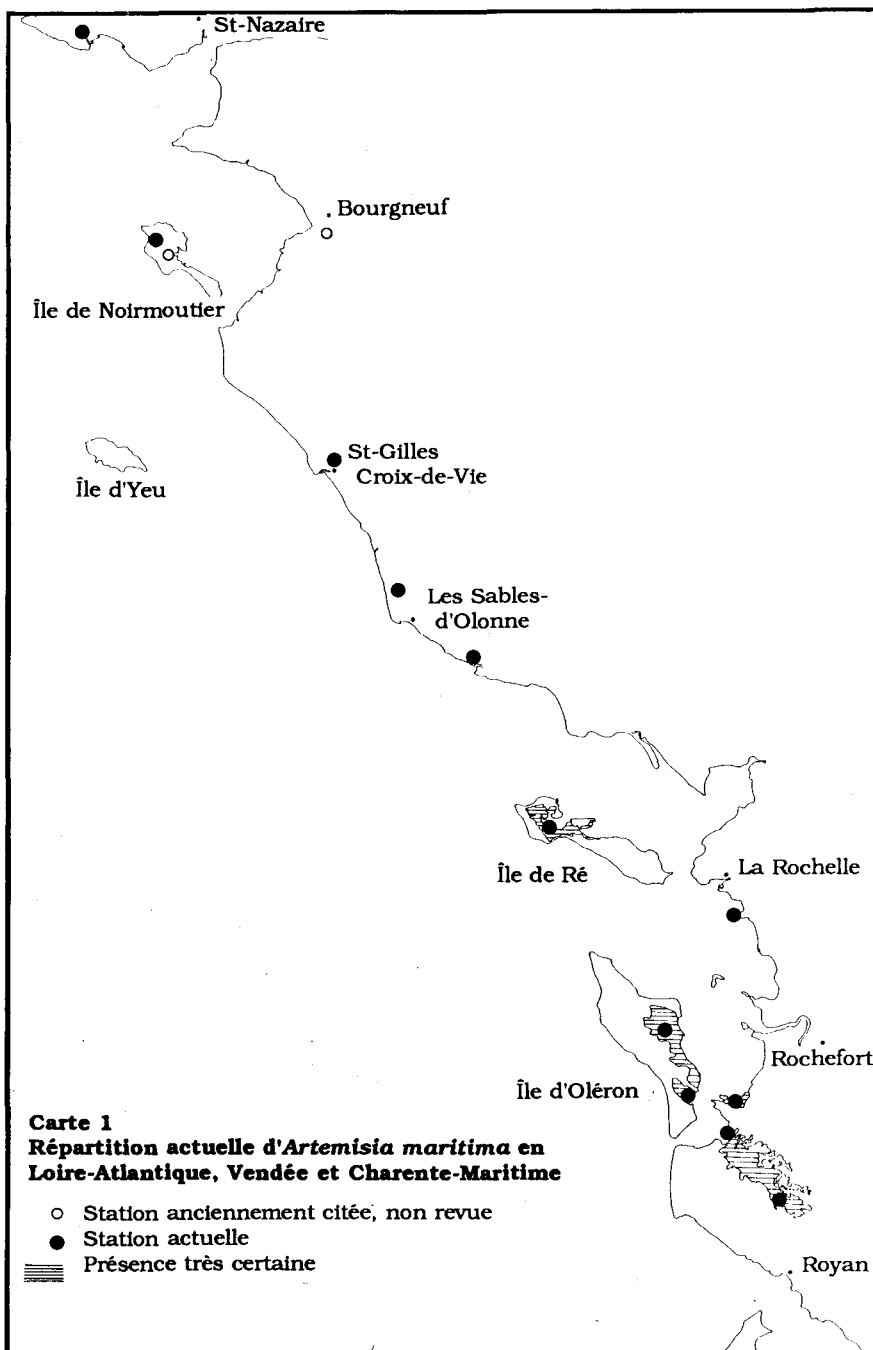 St-Nazaire
Bourgneuf
Île de Noirmoutier
St-Gilles
Croix-de-Vie
Île d'Yeu
Les Sables-
d'Olonne
Île de Ré
La Rochelle
Rochefort
Île d'Oléron
Carte 1
Répartition actuelle d'Artemisia maritima en
Loire-Atlantique, Vendée et Charente-Maritime
Station anciennement citée, non revue
Station actuelle
Présence très certaine
Royan